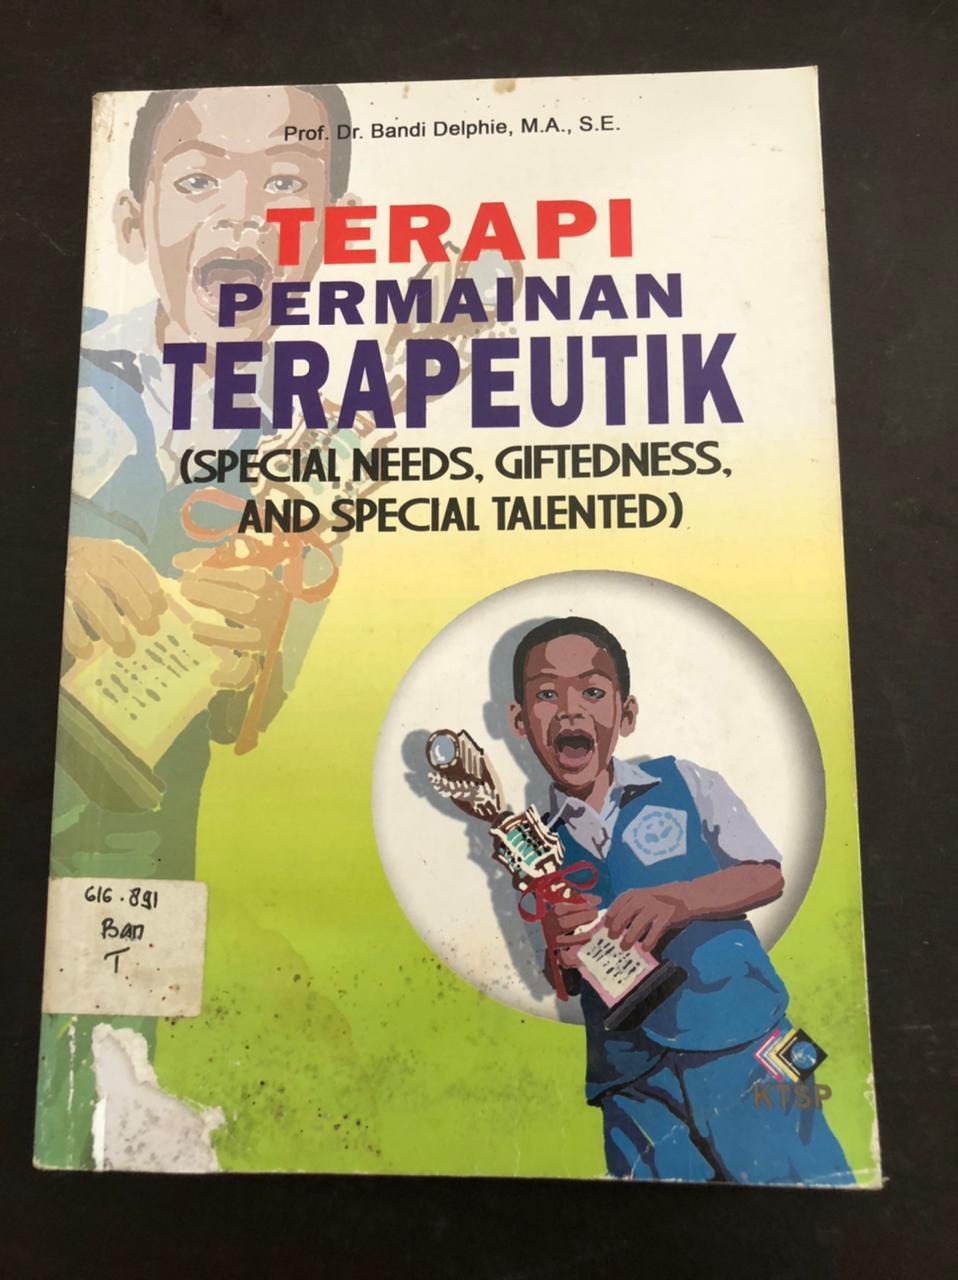 Prof. Dr. Bandi Delphie, M.A., S.E.
TERAPI
PERMAINAN
TERAPEUTIK
(SPECIAL NEEDS, GIFTEDNESS,
AND SPECIAL TALENTED)
616.891
Ban
T
KTSP